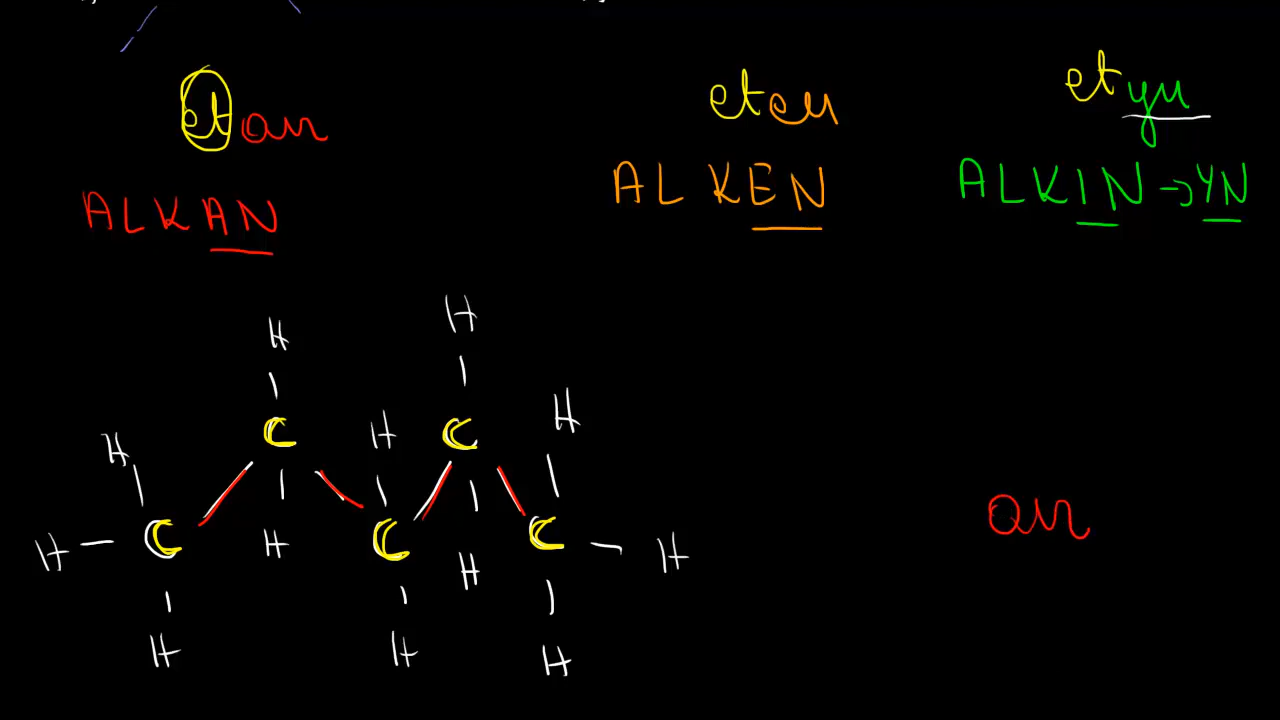 etan eten etyn
ALKAN ALKEN ALKIN → YN
H H
H C H C H
H C C C H an
H H
H H H